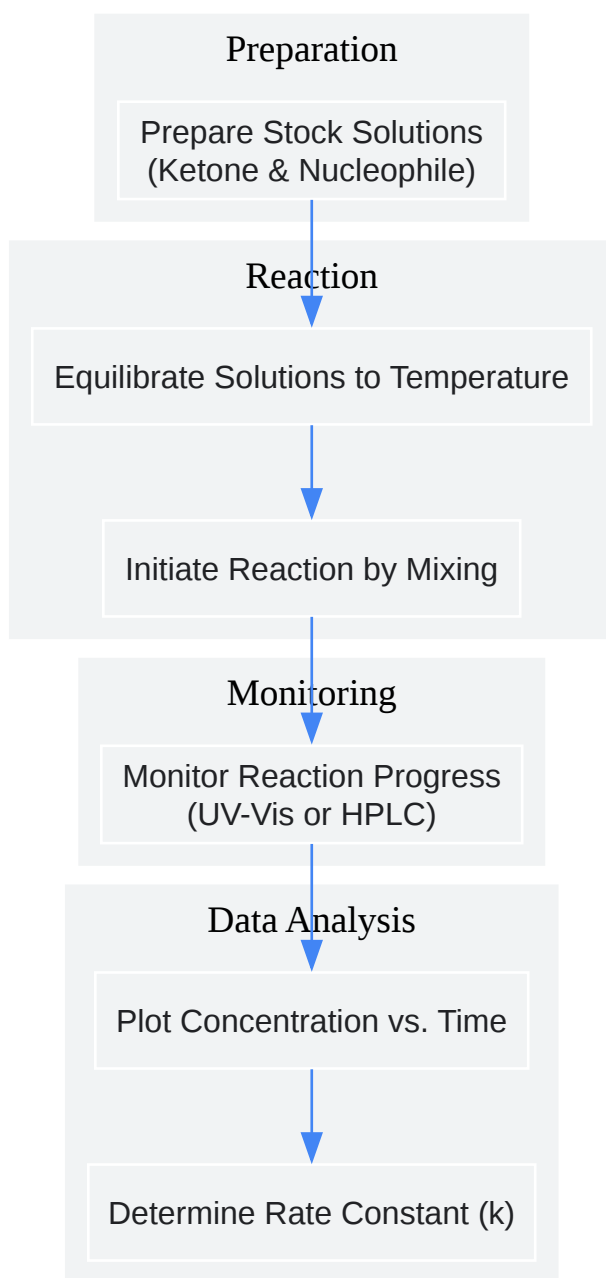 Preparation
Prepare Stock Solutions
(Ketone & Nucleophile)
Reaction
Equilibrate Solutions to Temperature
Initiate Reaction by Mixing
Monitoring
Monitor Reaction Progress
(UV-Vis or HPLC)
Data Analysis
Plot Concentration vs. Time
Determine Rate Constant (k)